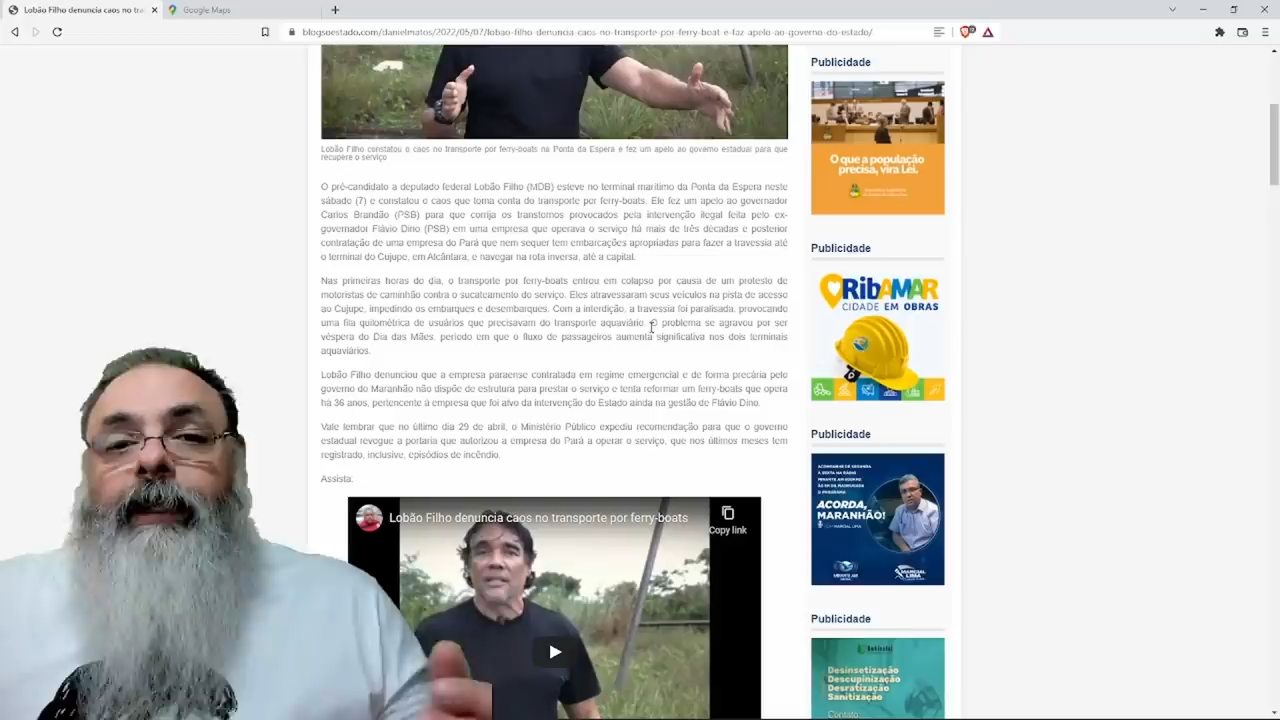 Lobão Filho denuncia caos no tra
Google Maps
blogsoestado.com/danielmatos/2022/05/07/lobao-filho-denuncia-caos-no-transporte-por-ferry-boat-e-faz-apelo-ao-governo-do-estado/
Lobão Filho constatou o caos no transporte por ferry-boats na Ponta da Espera e fez um apelo ao governo estadual para que
recupere o serviço
O pré-candidato a deputado federal Lobão Filho (MDB) esteve no terminal marítimo da Ponta da Espera neste
sábado (7) e constatou o caos que toma conta do transporte por ferry-boats. Ele fez um apelo ao governador
Carlos Brandão (PSB) para que corrija os transtornos provocados pela intervenção ilegal feita pelo ex-
governador Flávio Dino (PSB) em uma empresa que operava o serviço há mais de três décadas e posterior
contratação de uma empresa do Pará que nem sequer tem embarcações apropriadas para fazer a travessia até
o terminal do Cujupe, em Alcântara, e navegar na rota inversa, até a capital.
Nas primeiras horas do dia, o transporte por ferry-boats entrou em colapso por causa de um protesto de
motoristas de caminhão contra o sucateamento do serviço. Eles atravessaram seus veículos na pista de acesso
ao Cujupe, impedindo os embarques e desembarques. Com a interdição, a travessia foi paralisada, provocando
uma fila quilométrica de usuários que precisavam do transporte aquaviário. O problema se agravou por ser
véspera do Dia das Mães, período em que o fluxo de passageiros aumenta significativa nos dois terminais
aquaviários.
Lobão Filho denunciou que a empresa paraense contratada em regime emergencial e de forma precária pelo
governo do Maranhão não dispõe de estrutura para prestar o serviço e tenta reformar um ferry-boats que opera
há 36 anos, pertencente à empresa que foi alvo da intervenção do Estado ainda na gestão de Flávio Dino.
Vale lembrar que no último dia 29 de abril, o Ministério Público expediu recomendação para que o governo
estadual revogue a portaria que autorizou a empresa do Pará a operar o serviço, que nos últimos meses tem
registrado, inclusive, episódios de incêndio.
Assista.
Lobão Filho denuncia caos no transporte por ferry-boats
Copy link
Publicidade
O que a população
precisa, vira Lei.
Publicidade
RibAMAR
CIDADE EM OBRAS
Publicidade
ACORDA,
MARANHÃO!
COM MARCIAL LIMA
MARCIAL
LIMA
Publicidade
Desinsetização
Descupinização
Desratização
Sanitização
Contato: